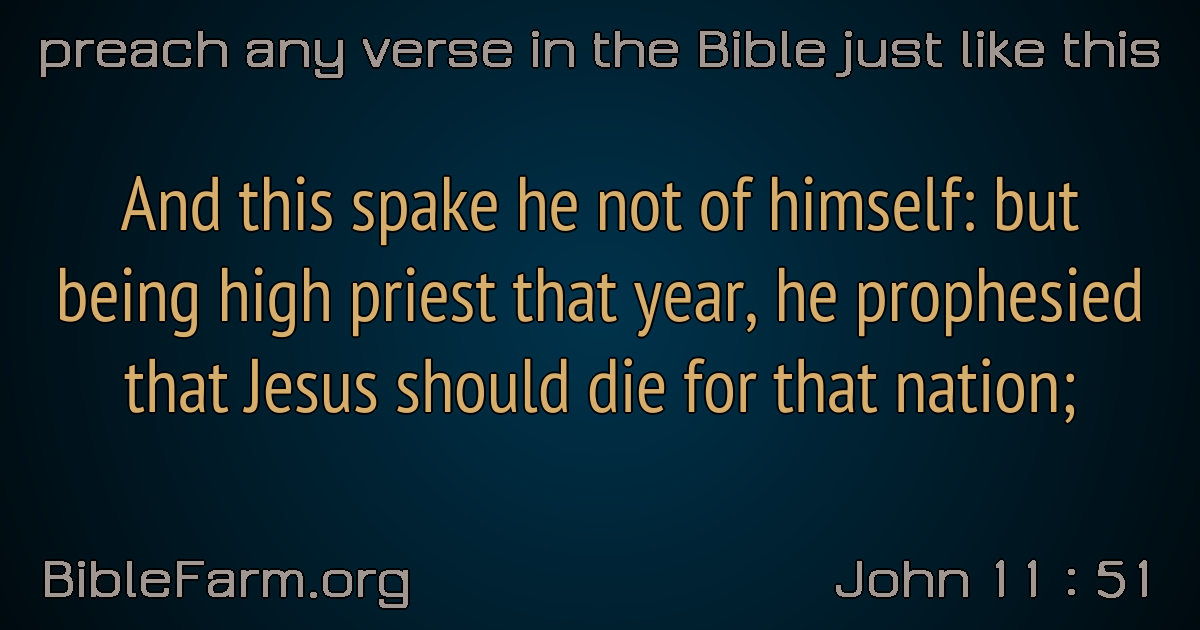 preach any verse in the Bible just like this
And this spake he not of himself: but
being high priest that year, he prophesied
that Jesus should die for that nation;
BibleFarm.org
John 11 : 51